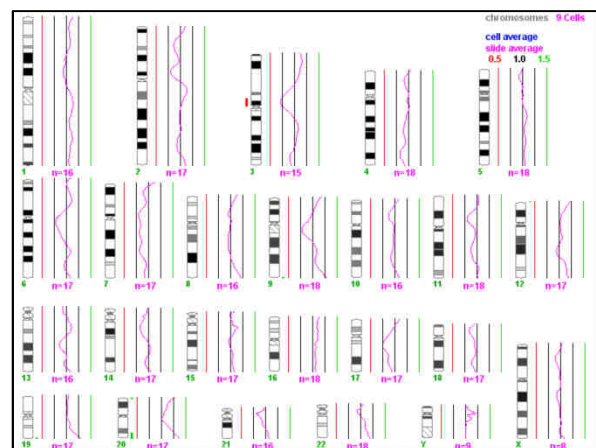 chromosomes 9 Cells
cell average
slide average
0.5 1.0 1.5
1 n=16
2 n=17
3 n=15
4 n=18
5 n=18
6 n=17
7 n=17
8 n=16
9 n=18
10 n=16
11 n=18
12 n=17
13 n=16
14 n=17
15 n=17
16 n=18
17 n=17
18 n=17
19 n=17
20 n=17
21 n=16
22 n=18
Y n=9
X n=8